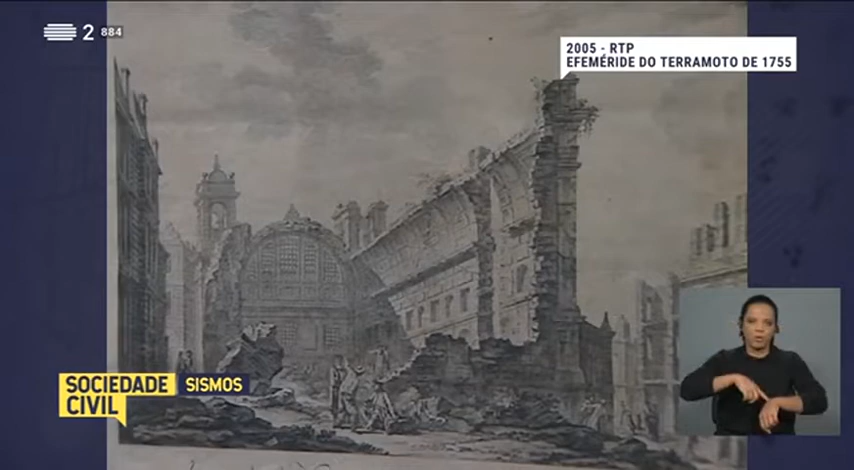 2 884
2005 - RTP
EFEMÉRIDE DO TERRAMOTO DE 1755
SOCIEDADE
CIVIL
SISMOS